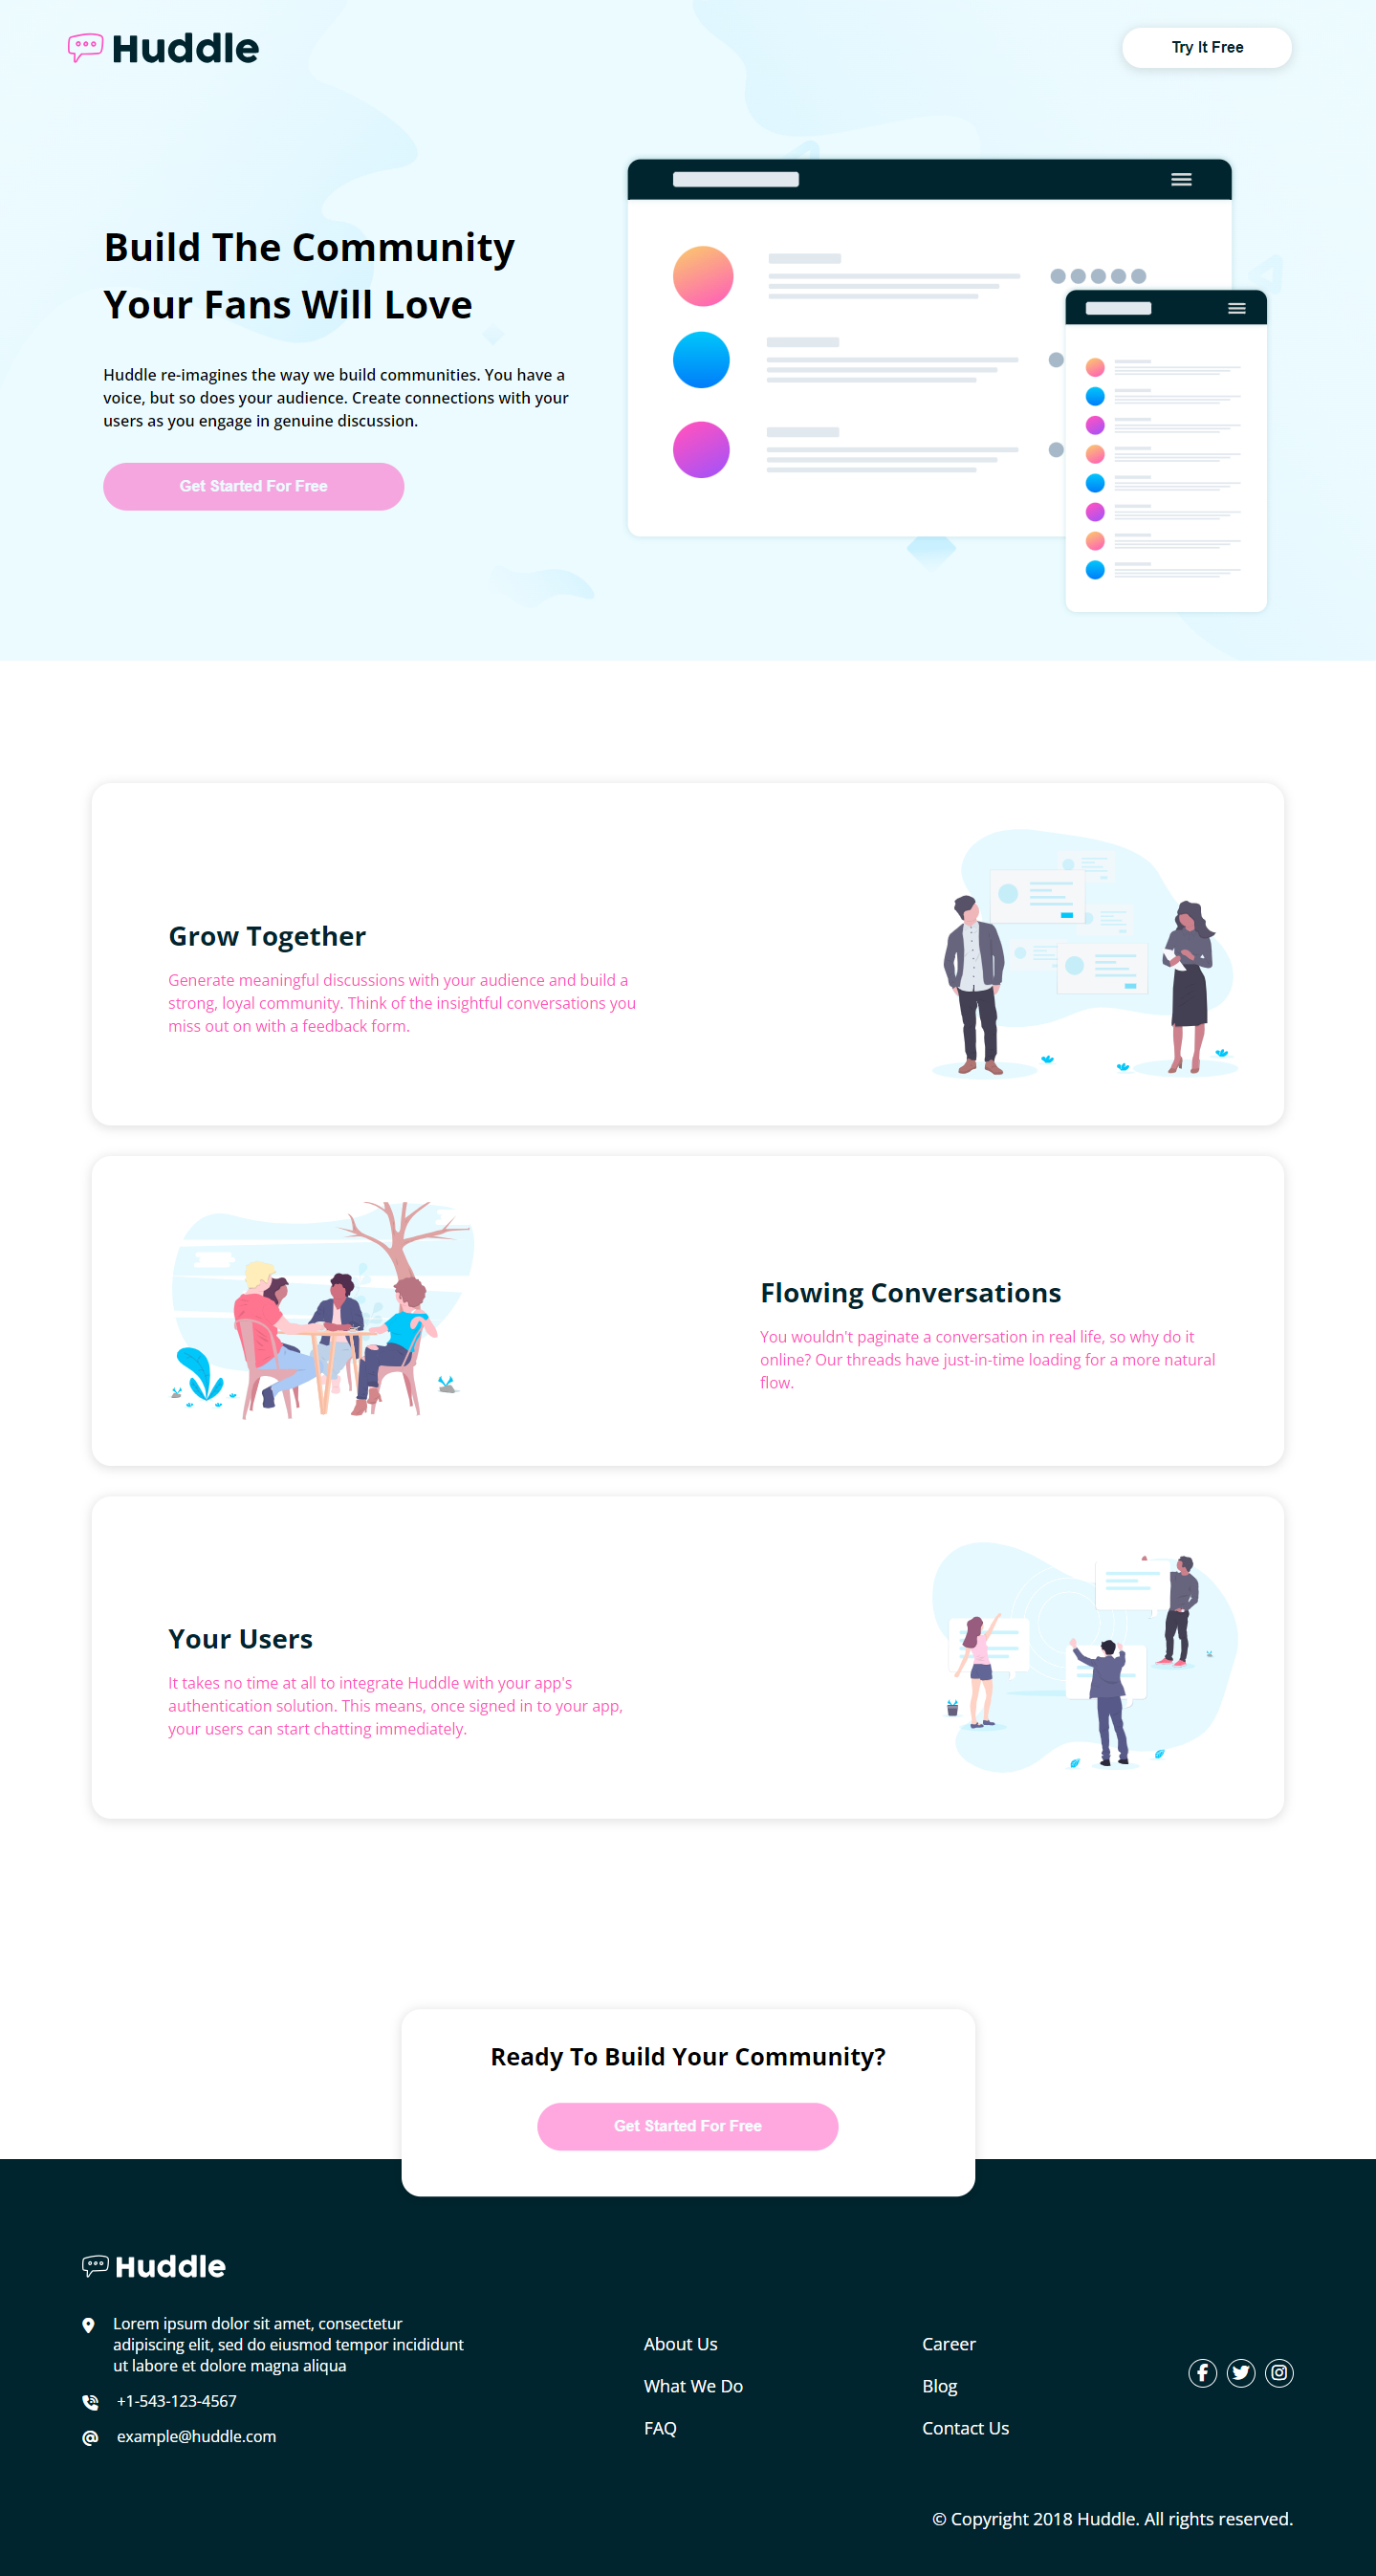 Huddle
Try It Free
Build The Community
Your Fans Will Love
Huddle re-imagines the way we build communities. You have a
voice, but so does your audience. Create connections with your
users as you engage in genuine discussion.
Get Started For Free
Grow Together
Generate meaningful discussions with your audience and build a
strong, loyal community. Think of the insightful conversations you
miss out on with a feedback form.
Flowing Conversations
You wouldn't paginate a conversation in real life, so why do it
online? Our threads have just-in-time loading for a more natural
flow.
Your Users
It takes no time at all to integrate Huddle with your app's
authentication solution. This means, once signed in to your app,
your users can start chatting immediately.
Ready To Build Your Community?
Get Started For Free
Huddle
Lorem ipsum dolor sit amet, consectetur
adipiscing elit, sed do eiusmod tempor incididunt
ut labore et dolore magna aliqua
+1-543-123-4567
example@huddle.com
About Us
What We Do
FAQ
Career
Blog
Contact Us
© Copyright 2018 Huddle. All rights reserved.